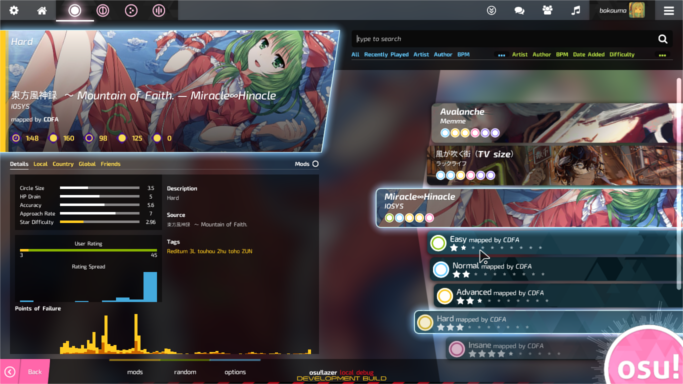 bakauma
Hard
東方風神録 ～ Mountain of Faith. — Miracle∞Hinacle
IOSYS
mapped by CDFA
1:48 160 98 125 0
type to search
All Recently Played Artist Author BPM ••• Artist Author BPM Date Added Difficulty •••
Details Local Country Global Friends Mods
Circle Size 3.5
HP Drain 5
Accuracy 5.6
Approach Rate 7
Star Difficulty 2.96
User Rating
3 45
Rating Spread
Points of Failure
Description
Hard
Source
東方風神録 ～ Mountain of Faith.
Tags
Reditum 3L touhou 2hu toho ZUN
Avalanche
Memme
風が吹く街 (TV size)
ラックライフ
Miracle∞Hinacle
IOSYS
Easy mapped by CDFA
Normal mapped by CDFA
Advanced mapped by CDFA
Hard mapped by CDFA
Insane mapped by CDFA
Back
mods random options
osu!lazer local debug
DEVELOPMENT BUILD
osu!